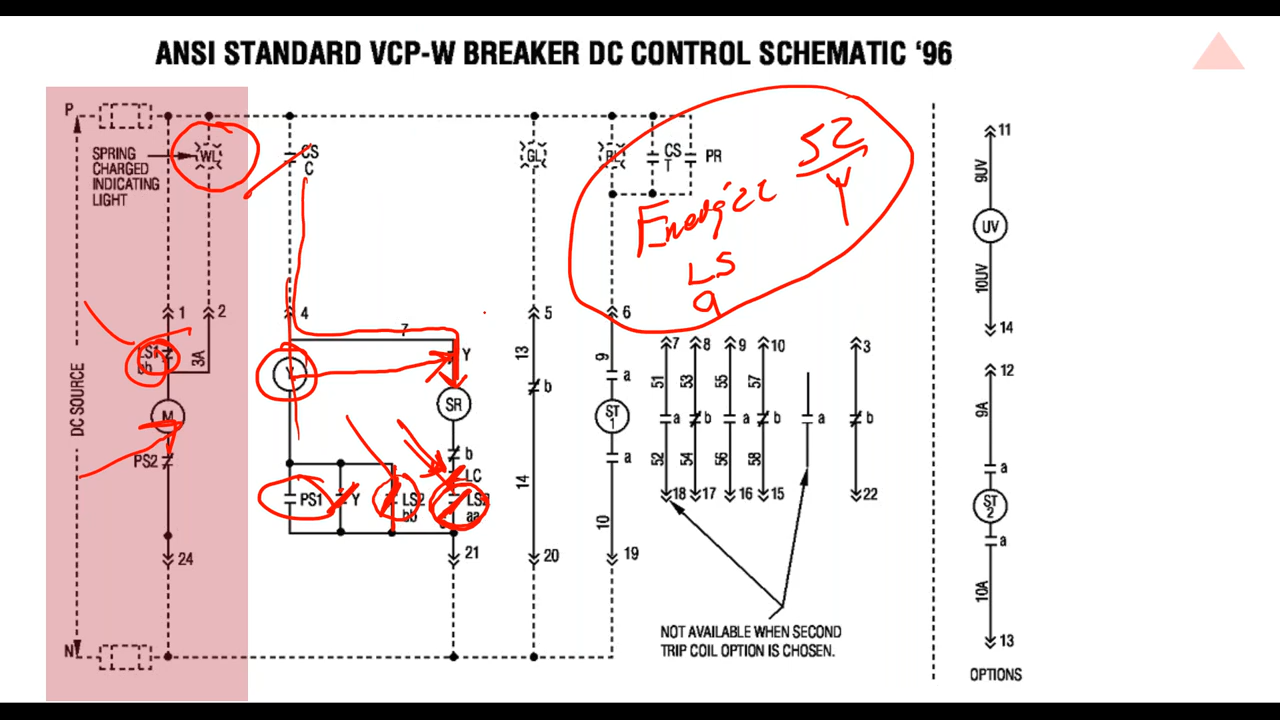 ANSI STANDARD VCP-W BREAKER DC CONTROL SCHEMATIC '96
P
SPRING
CHARGED
INDICATING
LIGHT
WL
CS
C
GL
RL
CS
T
PR
52
Y
Energize
LS
9
11
9UV
UV
10UV
14
1
2
4
5
6
7
8
9
10
3
12
LS1
bb
3A
7
Y
Y
13
b
9
a
51
53
55
57
DC SOURCE
M
SR
ST
1
a
b
a
b
a
b
9A
PS2
b
a
52
54
56
58
a
LC
PS1
Y
LS2
bb
LS2
aa
14
18
17
16
15
22
ST
2
a
10
24
21
20
19
10A
N
NOT AVAILABLE WHEN SECOND
TRIP COIL OPTION IS CHOSEN.
13
OPTIONS